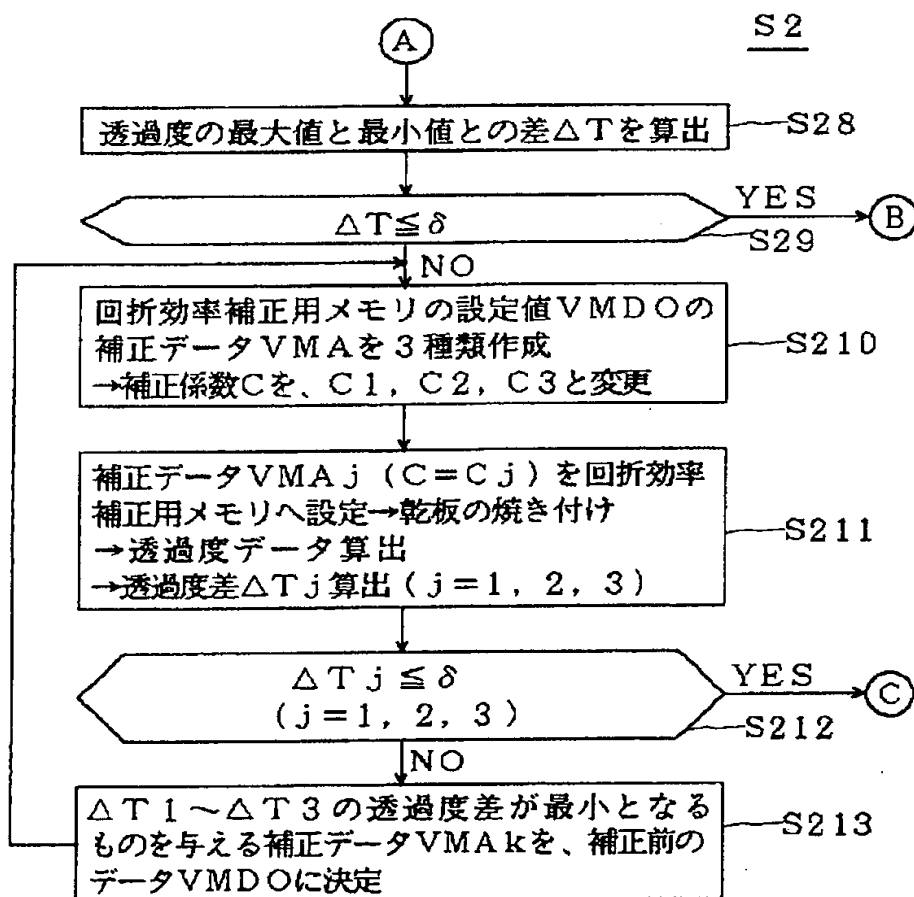 S2
A
透過度の最大値と最小値との差△Tを算出
S28
△T≦δ
YES
B
S29
NO
回折効率補正用メモリの設定値VMDOの
補正データVMAを3種類作成
→補正係数Cを、C1,C2,C3と変更
S210
補正データVMAj(C=Cj)を回折効率
補正用メモリへ設定→乾板の焼き付け
→透過度データ算出
→透過度差△Tj算出(j=1,2,3)
S211
△Tj≦δ
(j=1,2,3)
YES
C
S212
NO
△T1~△T3の透過度差が最小となる
ものを与える補正データVMAkを、補正前の
データVMDOに決定
S213